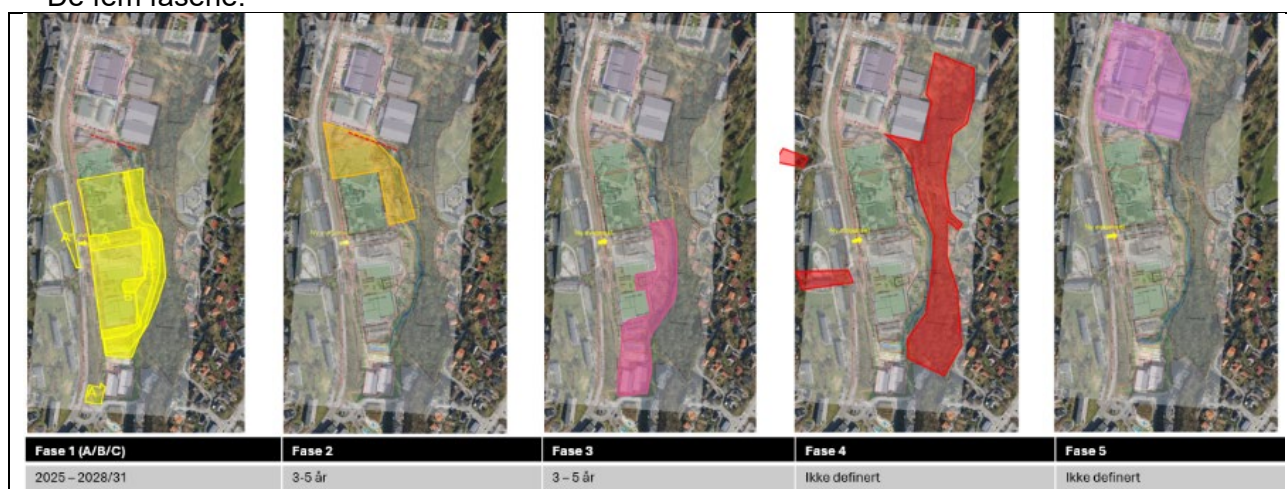 De fem fasene:
Fase 1 (A/B/C)
Fase 2
Fase 3
Fase 4
Fase 5
2025 – 2028/31
3-5 år
3 – 5 år
Ikke definert
Ikke definert